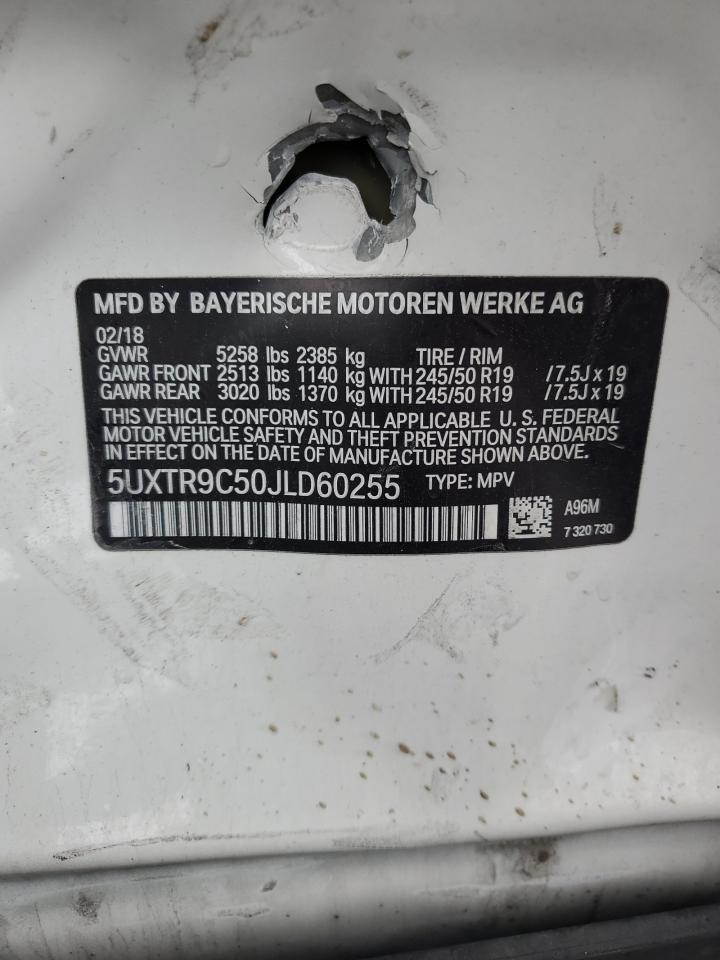 MFD BY BAYERISCHE MOTOREN WERKE AG
02/18
GVWR 5258 lbs 2385 kg TIRE / RIM
GAWR FRONT 2513 lbs 1140 kg WITH 245/50 R19 /7.5J x 19
GAWR REAR 3020 lbs 1370 kg WITH 245/50 R19 /7.5J x 19
THIS VEHICLE CONFORMS TO ALL APPLICABLE U. S. FEDERAL
MOTOR VEHICLE SAFETY AND THEFT PREVENTION STANDARDS
IN EFFECT ON THE DATE OF MANUFACTURE SHOWN ABOVE.
5UXTR9C50JLD60255 TYPE: MPV
A96M
7 320 730